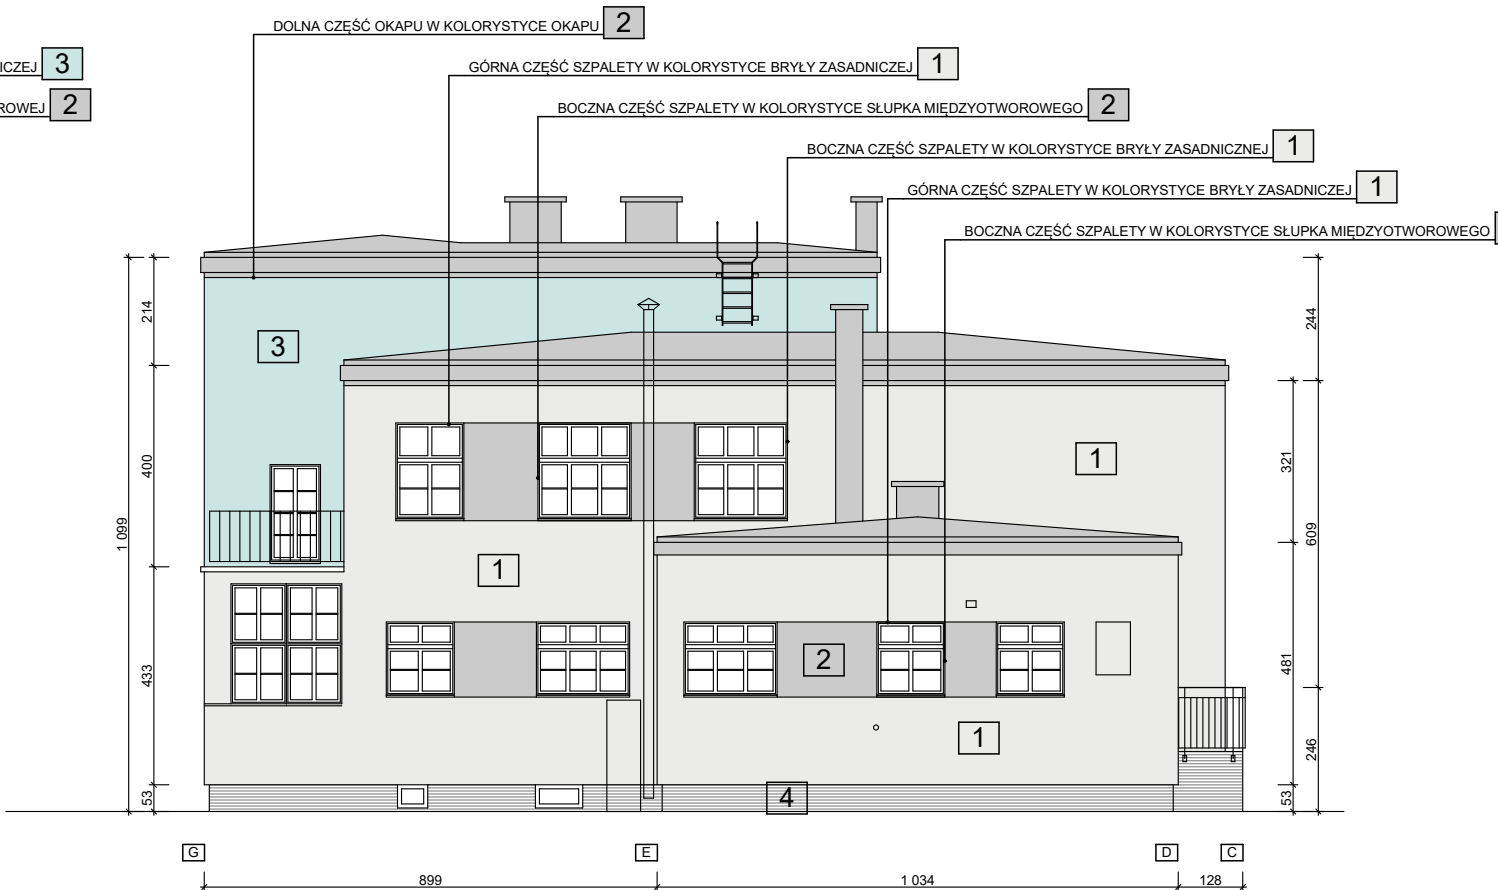 DOLNA CZĘŚĆ OKAPU W KOLORYSTYCE OKAPU 2
ICZEJ 3
GÓRNA CZĘŚĆ SZPALETY W KOLORYSTYCE BRYŁY ZASADNICZEJ 1
ROWEJ 2
BOCZNA CZĘŚĆ SZPALETY W KOLORYSTYCE SŁUPKA MIĘDZYOTWOROWEGO 2
BOCZNA CZĘŚĆ SZPALETY W KOLORYSTYCE BRYŁY ZASADNICZNEJ 1
GÓRNA CZĘŚĆ SZPALETY W KOLORYSTYCE BRYŁY ZASADNICZEJ 1
BOCZNA CZĘŚĆ SZPALETY W KOLORYSTYCE SŁUPKA MIĘDZYOTWOROWEGO
214
244
3
400
1
321
1 099
609
1
433
2
481
1
246
53
4
53
G
E
D
C
899
1 034
128